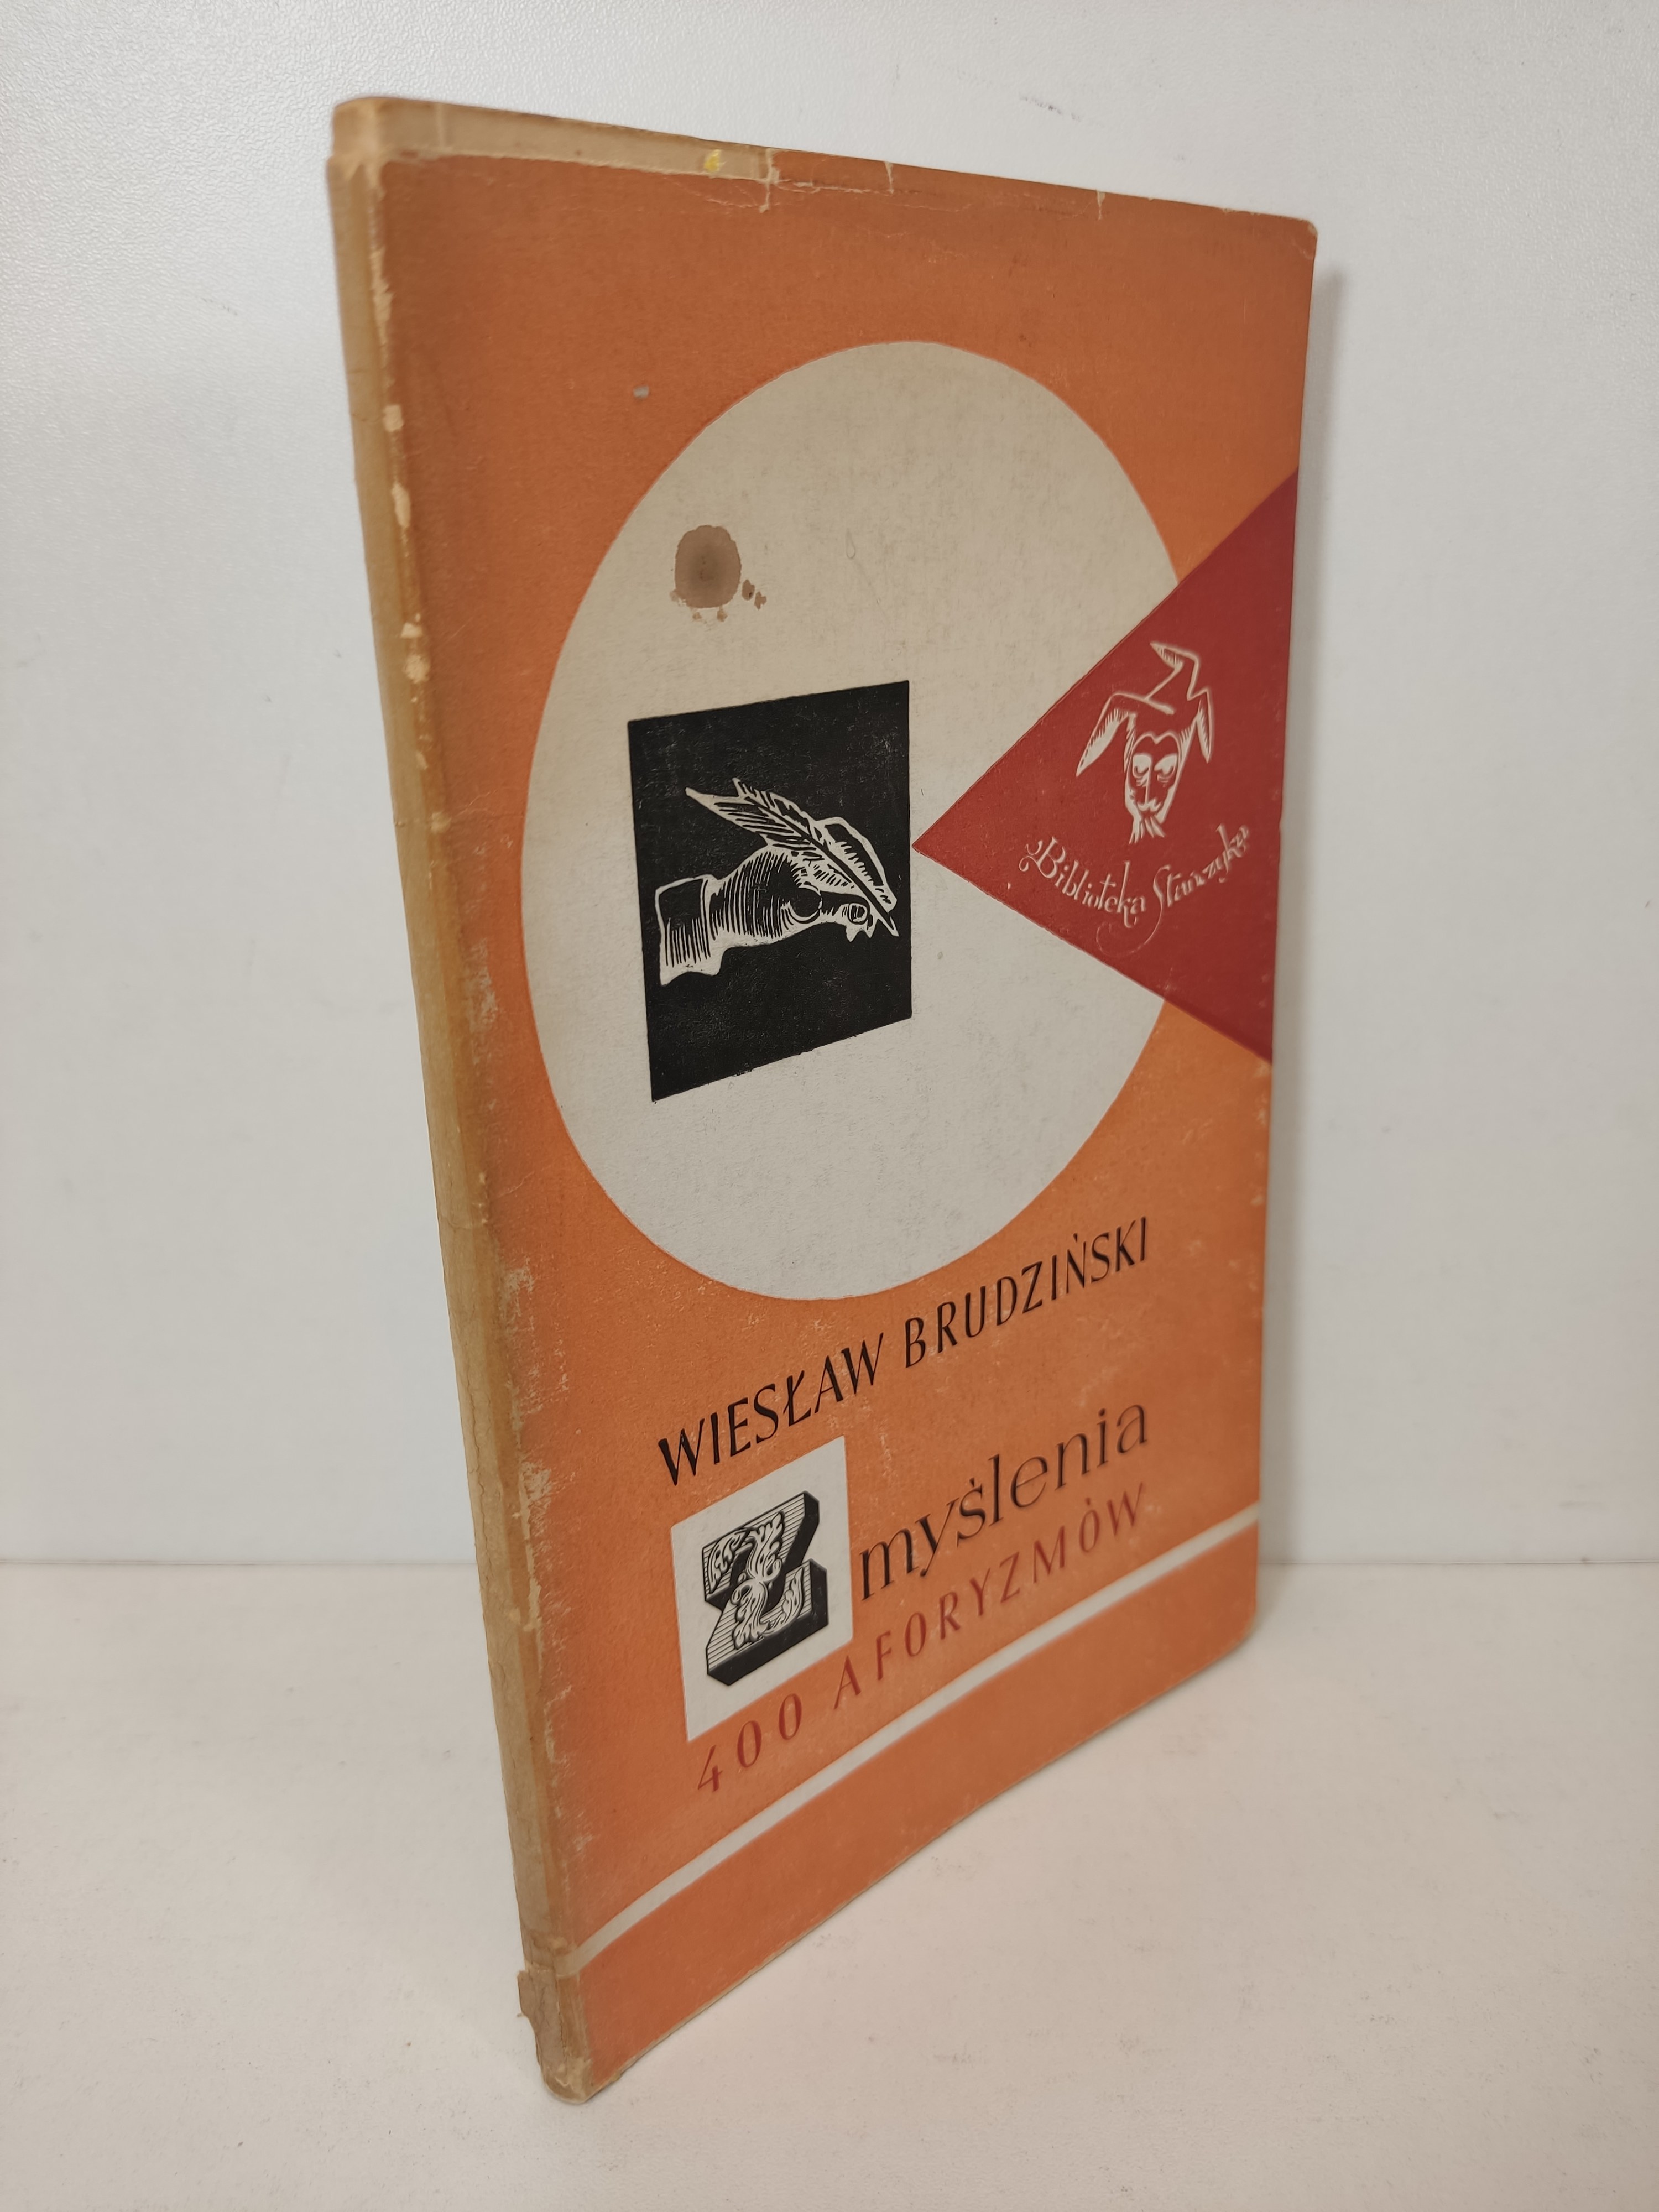 Biblioteka Stańczyka
WIESŁAW BRUDZIŃSKI
Zmyślenia
400 AFORYZMÓW